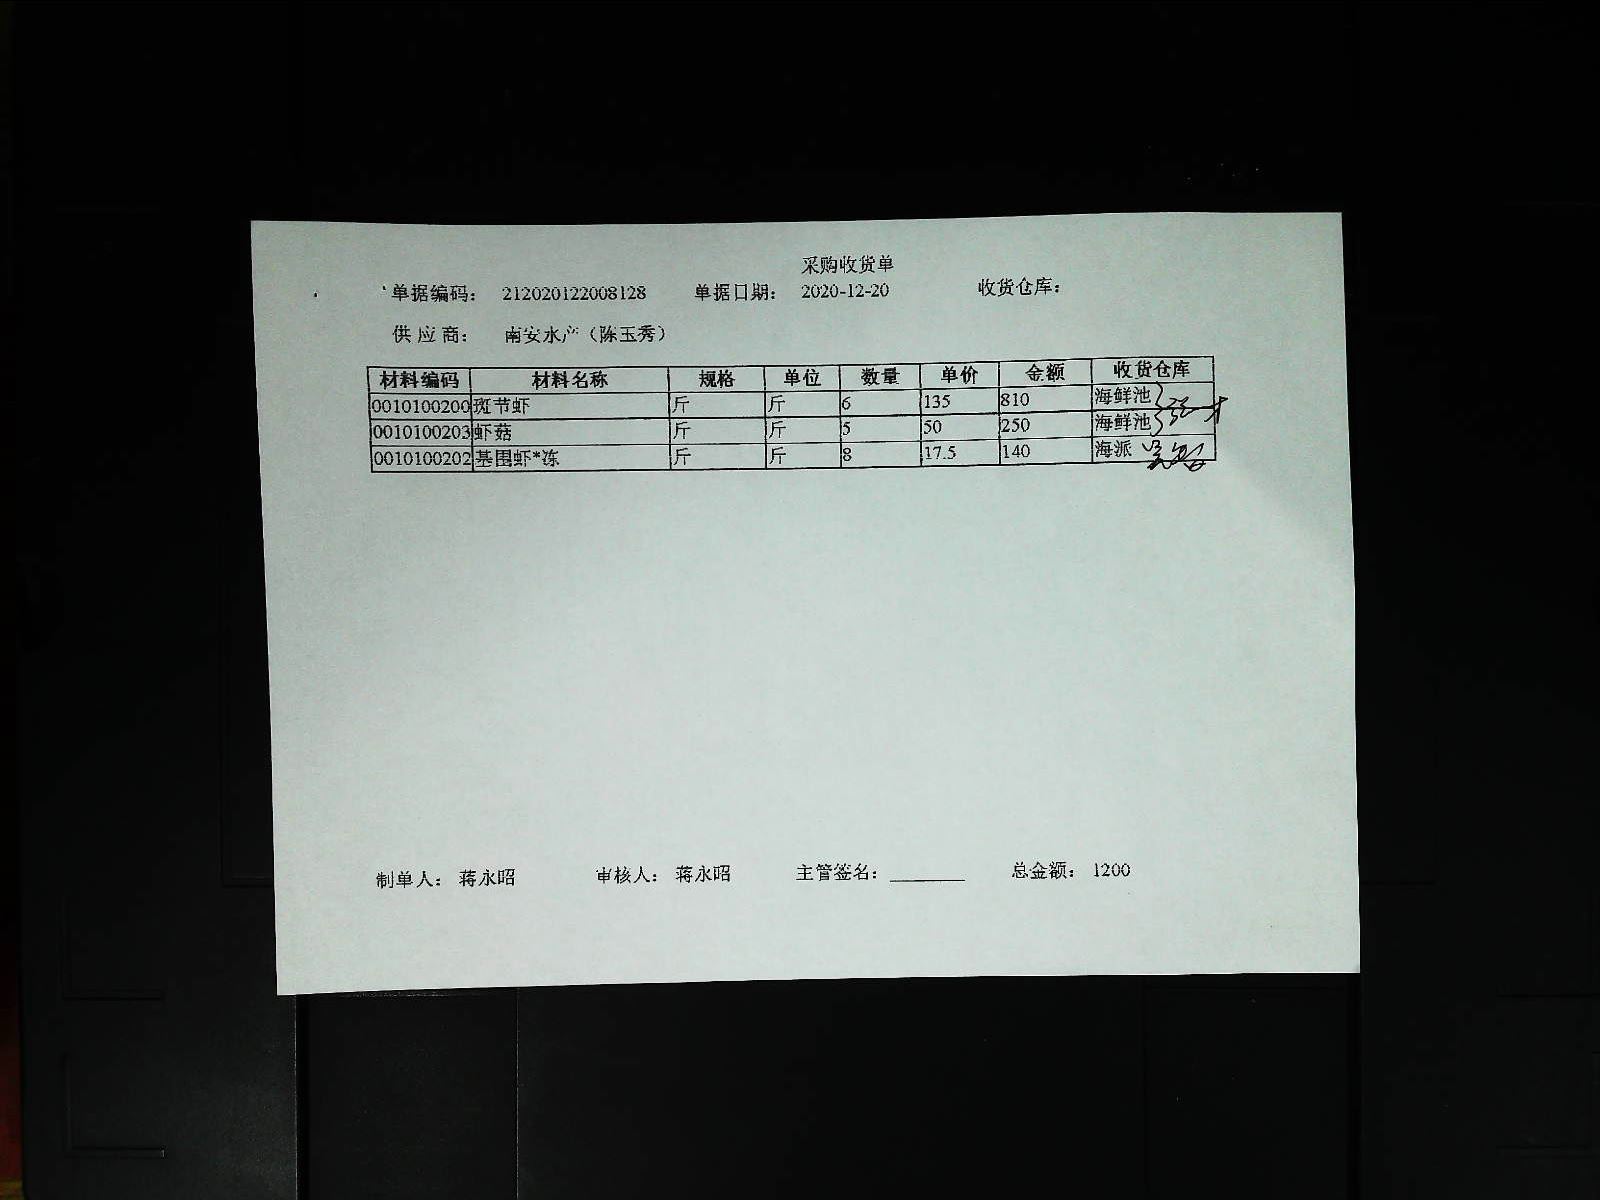 采购收货单
单据编码： 212020122008128 单据日期： 2020-12-20 收货仓库：
供 应 商： 南安水产（陈玉秀）
材料编码 材料名称 规格 单位 数量 单价 金额 收货仓库
0010100200 斑节虾 斤 斤 6 135 810 海鲜池
0010100203 虾菇 斤 斤 5 50 250 海鲜池
0010100202 基围虾*冻 斤 斤 8 17.5 140 海派
制单人： 蒋永昭 审核人： 蒋永昭 主管签名： 总金额： 1200